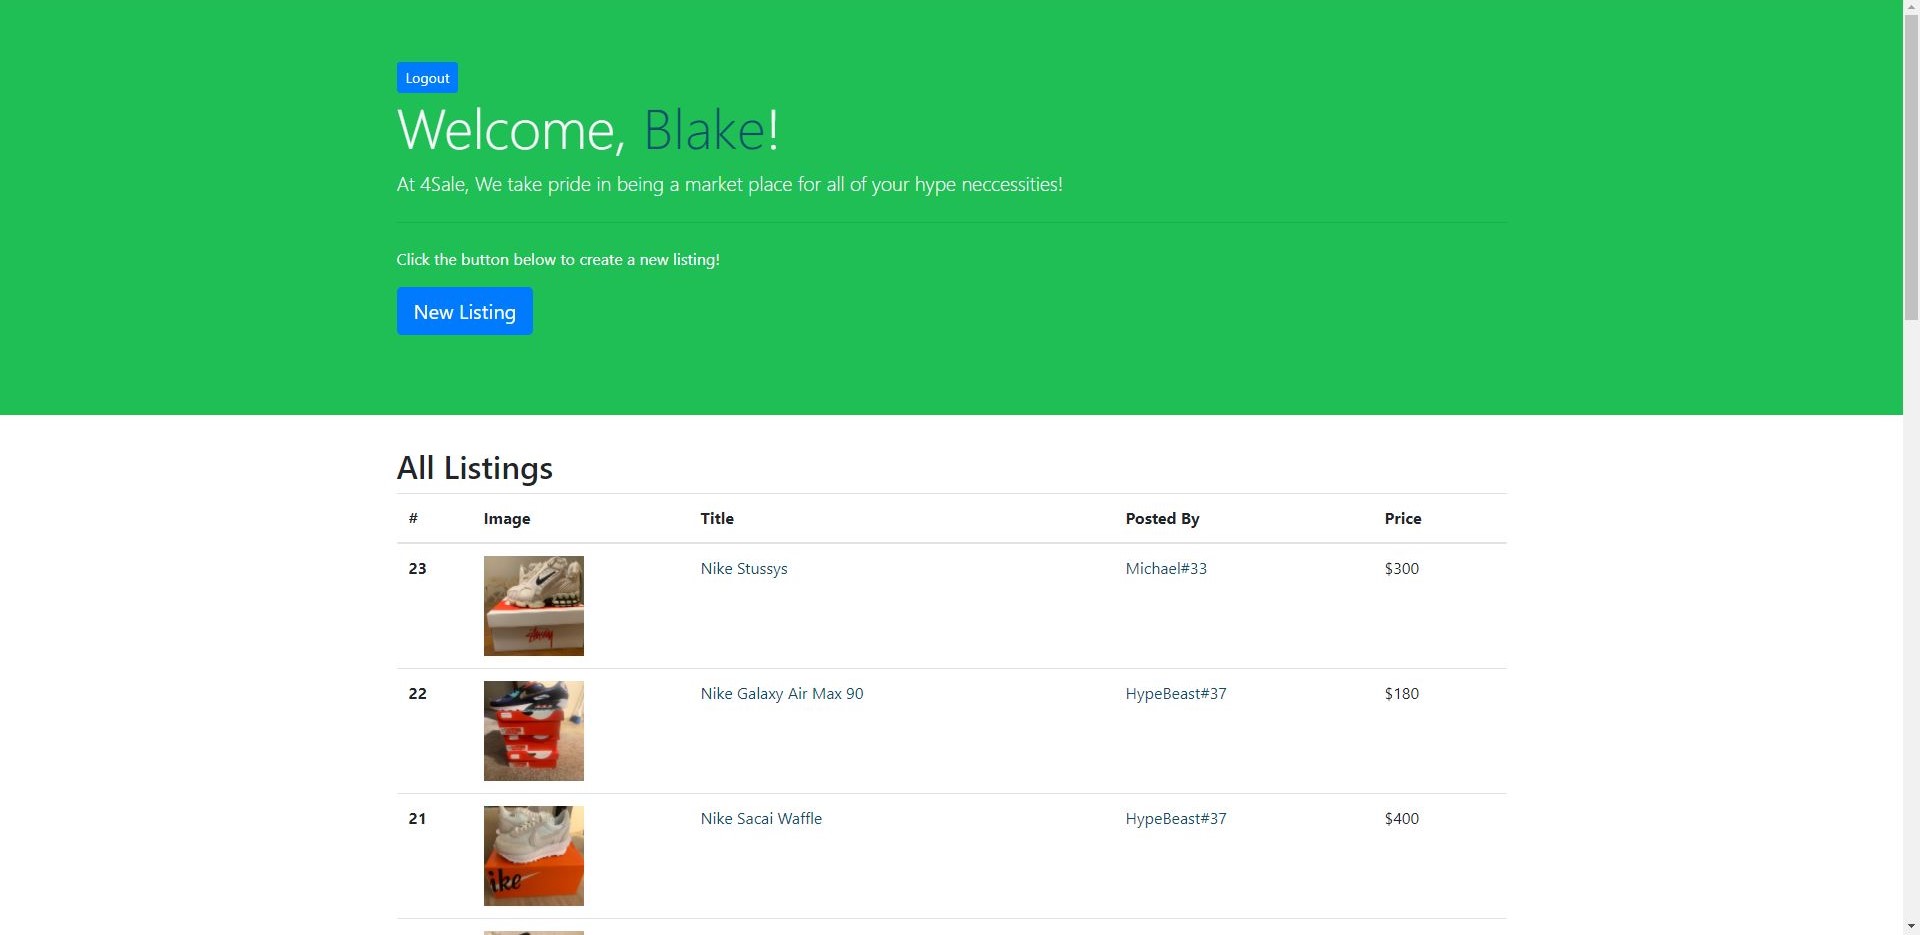 Logout
Welcome, Blake!
At 4Sale, We take pride in being a market place for all of your hype neccessities!
Click the button below to create a new listing!
New Listing
All Listings
# Image Title Posted By Price
23 Nike Stussys Michael#33 $300
Stussy
22 Nike Galaxy Air Max 90 HypeBeast#37 $180
21 Nike Sacai Waffle HypeBeast#37 $400
ike